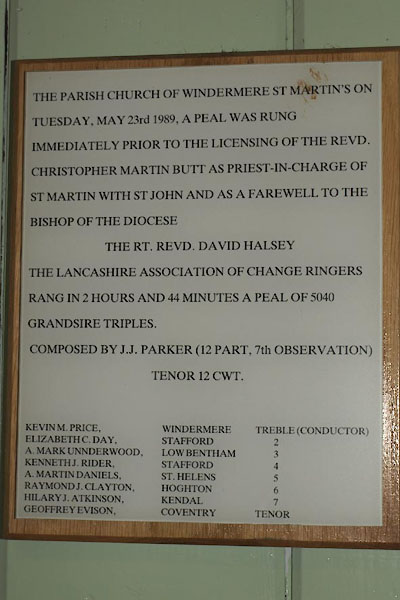 THE PARISH CHURCH OF WINDERMERE ST MARTIN'S ON
TUESDAY, MAY 23rd 1989, A PEAL WAS RUNG
IMMEDIATELY PRIOR TO THE LICENSING OF THE REVD.
CHRISTOPHER MARTIN BUTT AS PRIEST-IN-CHARGE OF
ST MARTIN WITH ST JOHN AND AS A FAREWELL TO THE
BISHOP OF THE DIOCESE
THE RT. REVD. DAVID HALSEY
THE LANCASHIRE ASSOCIATION OF CHANGE RINGERS
RANG IN 2 HOURS AND 44 MINUTES A PEAL OF 5040
GRANDSIRE TRIPLES.
COMPOSED BY J.J. PARKER (12 PART, 7th OBSERVATION)
TENOR 12 CWT.
KEVIN M. PRICE, WINDERMERE TREBLE (CONDUCTOR)
ELIZABETH C. DAY, STAFFORD 2
A. MARK UNNDERWOOD, LOW BENTHAM 3
KENNETH J. RIDER, STAFFORD 4
A. MARTIN DANIELS, ST. HELENS 5
RAYMOND J. CLAYTON, HOGHTON 6
HILARY J. ATKINSON, KENDAL 7
GEOFFREY EVISON, COVENTRY TENOR